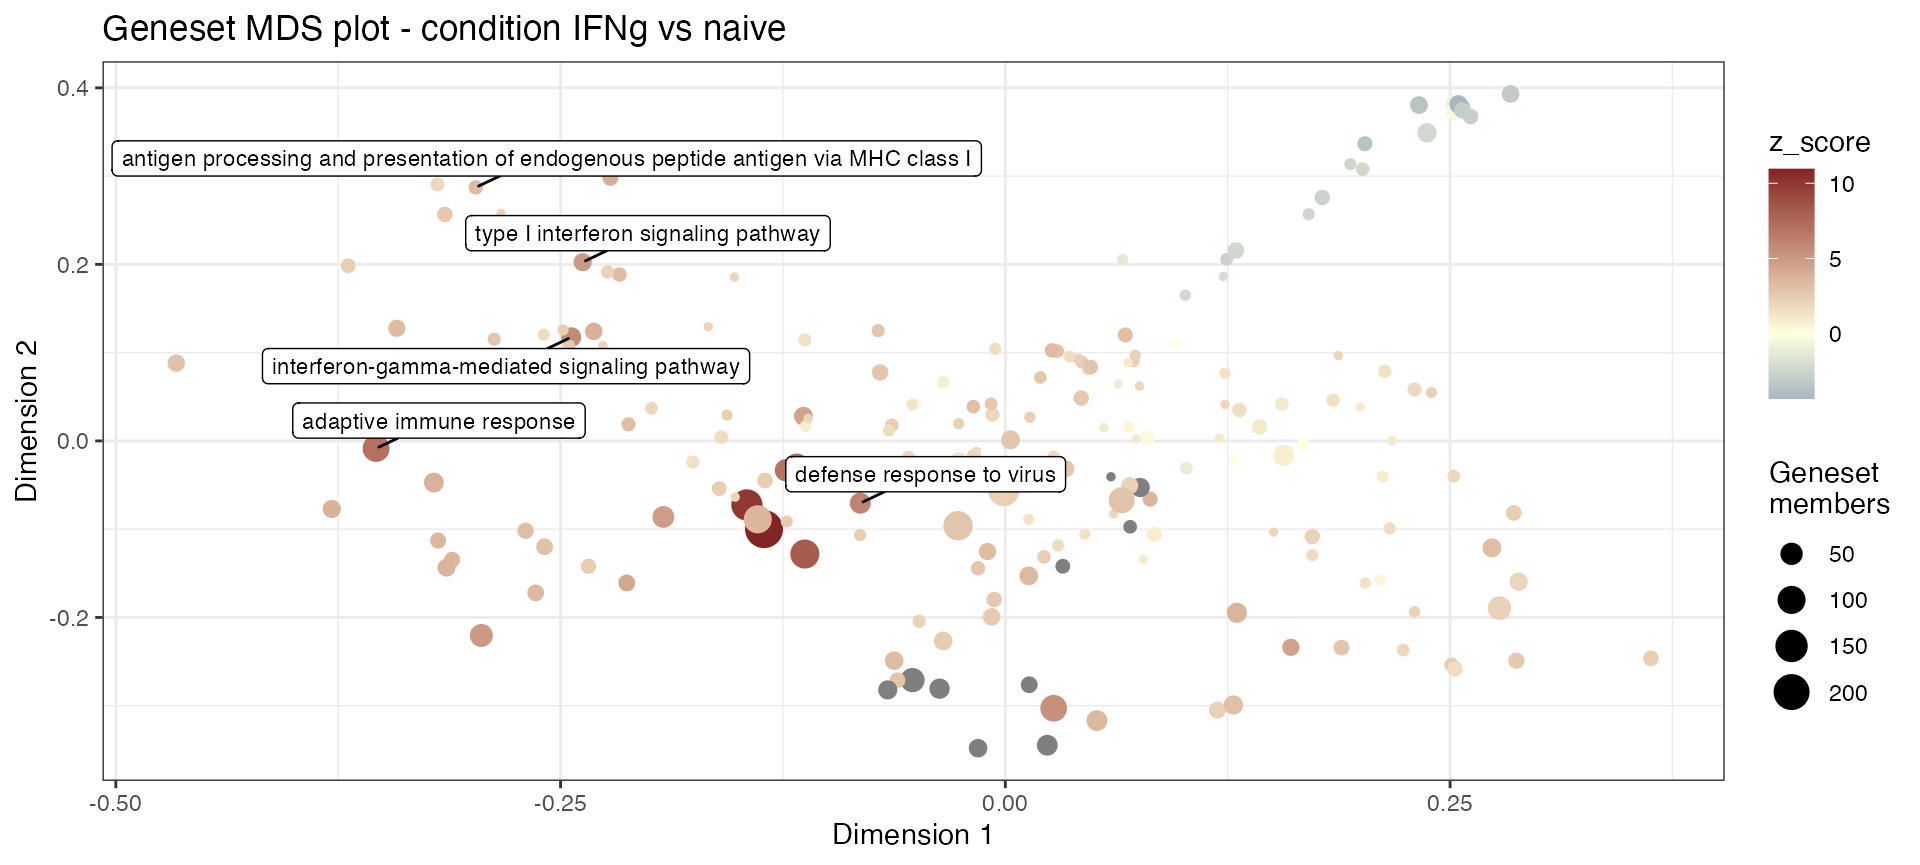 Geneset MDS plot - condition IFNg vs naive
antigen processing and presentation of endogenous peptide antigen via MHC class I
type I interferon signaling pathway
interferon-gamma-mediated signaling pathway
adaptive immune response
defense response to virus
Dimension 2
0.4
0.2
0.0
-0.2
-0.50
-0.25
0.00
0.25
Dimension 1
z_score
10
5
0
Geneset
members
50
100
150
200